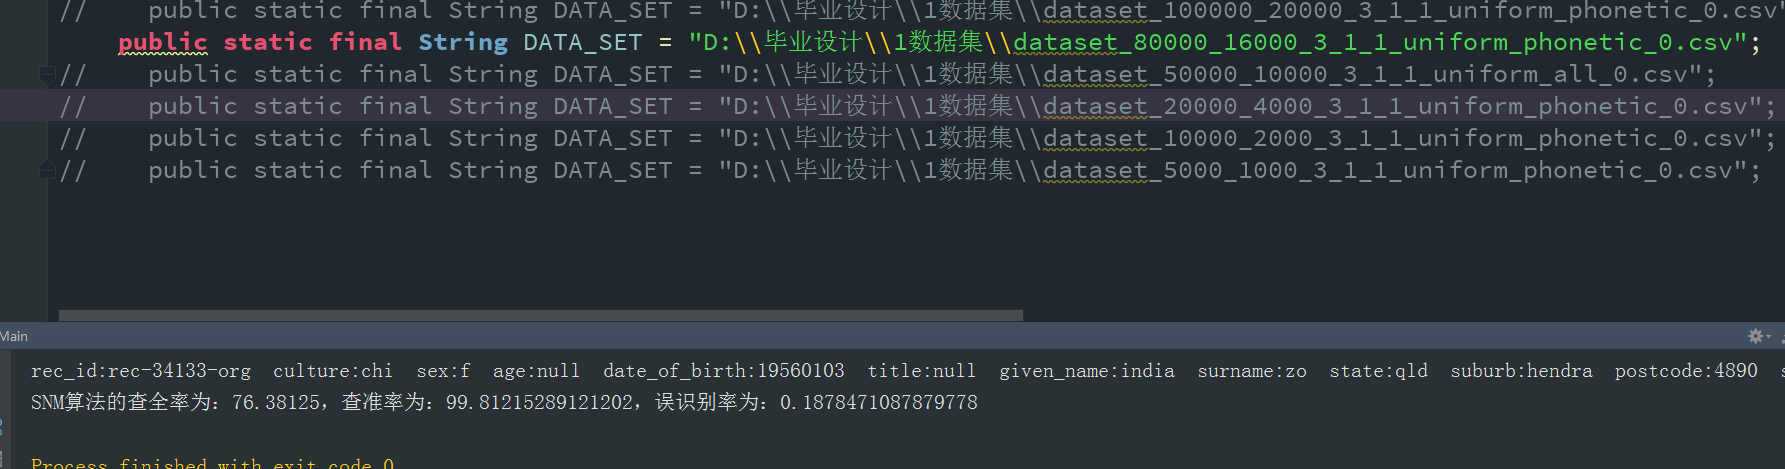 //    public static final String DATA_SET = "D:\\毕业设计\\1数据集\\dataset_100000_20000_3_1_1_uniform_phonetic_0.csv"
public static final String DATA_SET = "D:\\毕业设计\\1数据集\\dataset_80000_16000_3_1_1_uniform_phonetic_0.csv";
//    public static final String DATA_SET = "D:\\毕业设计\\1数据集\\dataset_50000_10000_3_1_1_uniform_all_0.csv";
//    public static final String DATA_SET = "D:\\毕业设计\\1数据集\\dataset_20000_4000_3_1_1_uniform_phonetic_0.csv";
//    public static final String DATA_SET = "D:\\毕业设计\\1数据集\\dataset_10000_2000_3_1_1_uniform_phonetic_0.csv";
//    public static final String DATA_SET = "D:\\毕业设计\\1数据集\\dataset_5000_1000_3_1_1_uniform_phonetic_0.csv";
Main
rec_id:rec-34133-org  culture:chi  sex:f  age:null  date_of_birth:19560103  title:null  given_name:india  surname:zo  state:qld  suburb:hendra  postcode:4890
SNM算法的查全率为：76.38125，查准率为：99.81215289121202，误识别率为：0.1878471087879778
Process finished with exit code 0